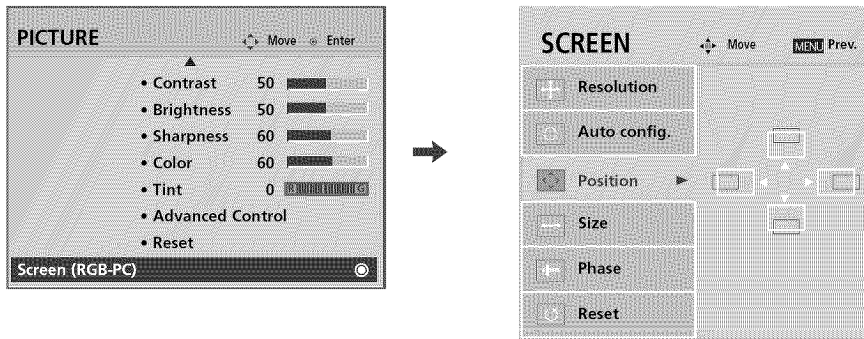 PICTURE
Move Enter
• Contrast 50
• Brightness 50
• Sharpness 60
• Color 60
• Tint 0 R G
• Advanced Control
• Reset
Screen (RGB-PC)
SCREEN
Move MENU Prev.
Resolution
Auto config.
Position
Size
Phase
Reset